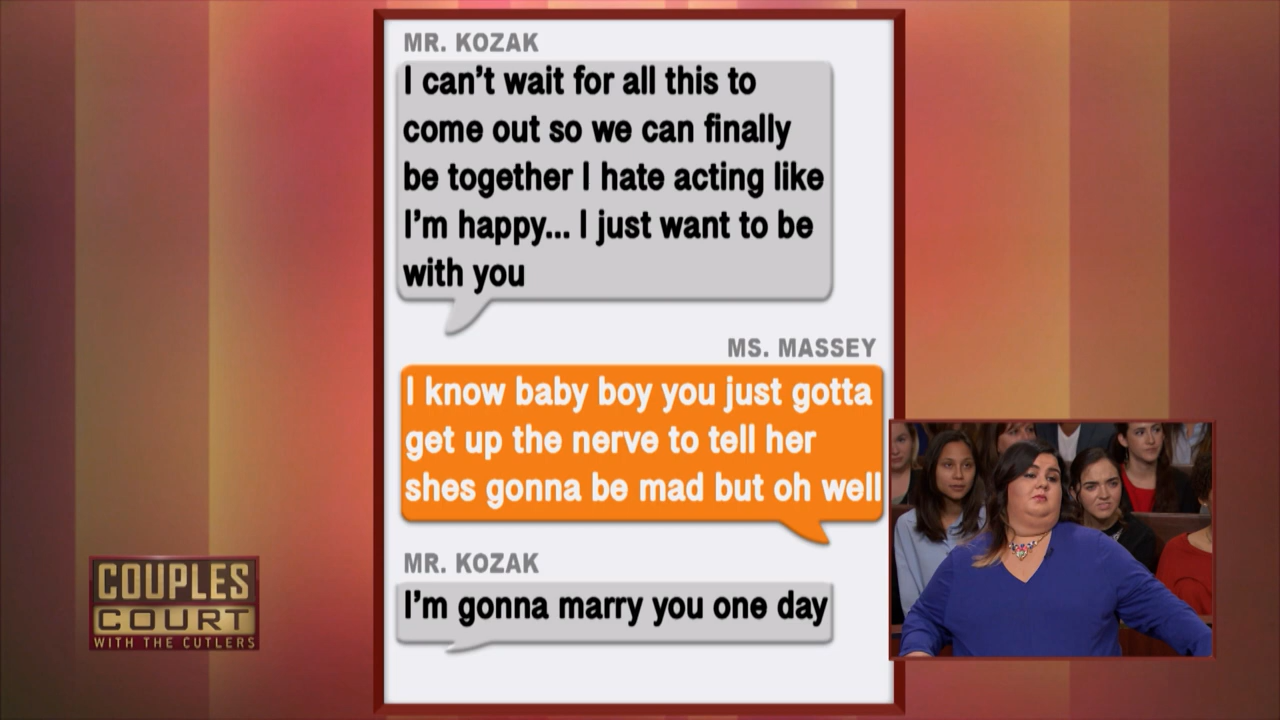 MR. KOZAK
I can't wait for all this to
come out so we can finally
be together I hate acting like
I'm happy... I just want to be
with you
MS. MASSEY
I know baby boy you just gotta
get up the nerve to tell her
shes gonna be mad but oh well
MR. KOZAK
I'm gonna marry you one day
COUPLES
COURT
WITH THE CUTLERS